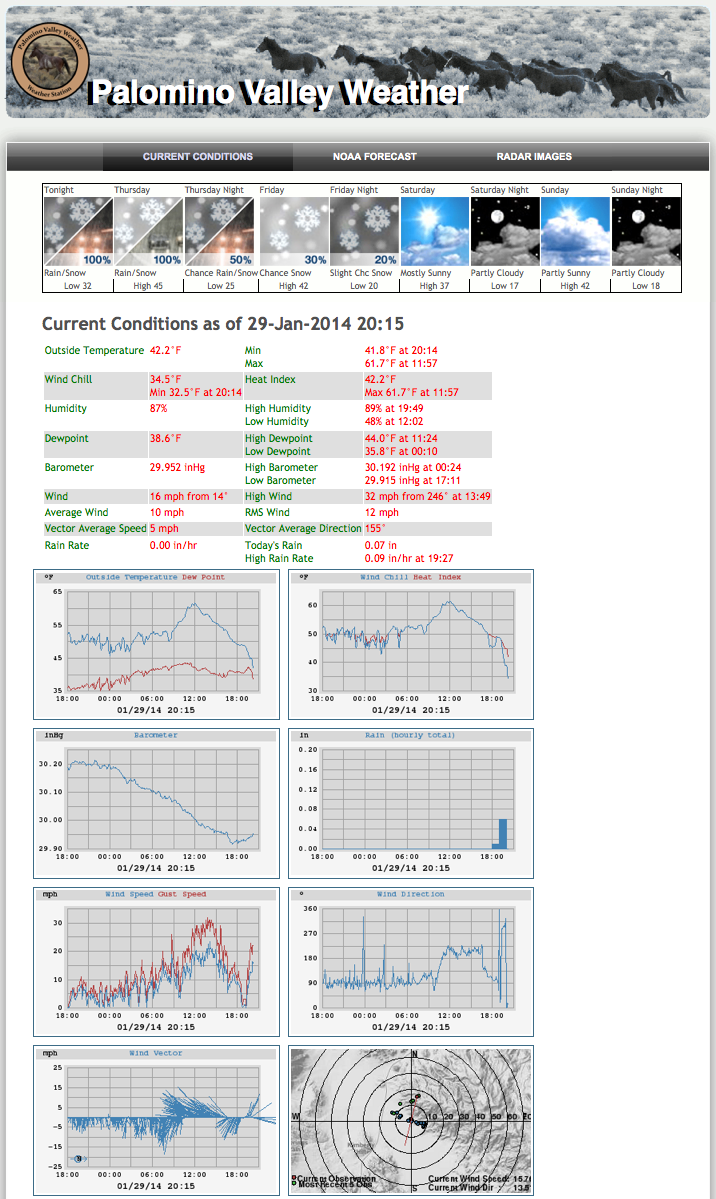 Palomino Valley Weather
Weather Station
Palomino Valley Weather
CURRENT CONDITIONS NOAA FORECAST RADAR IMAGES
Tonight Thursday Thursday Night Friday Friday Night Saturday Saturday Night Sunday Sunday Night
100% 100% 50% 30% 20%
Rain/Snow Rain/Snow Chance Rain/Snow Chance Snow Slight Chc Snow Mostly Sunny Partly Cloudy Partly Sunny Partly Cloudy
Low 32 High 45 Low 25 High 42 Low 20 High 37 Low 17 High 42 Low 18
Current Conditions as of 29-Jan-2014 20:15
Outside Temperature 42.2°F Min 41.8°F at 20:14
Max 61.7°F at 11:57
Wind Chill 34.5°F Heat Index 42.2°F
Min 32.5°F at 20:14 Max 61.7°F at 11:57
Humidity 87% High Humidity 89% at 19:49
Low Humidity 48% at 12:02
Dewpoint 38.6°F High Dewpoint 44.0°F at 11:24
Low Dewpoint 35.8°F at 00:10
Barometer 29.952 inHg High Barometer 30.192 inHg at 00:24
Low Barometer 29.915 inHg at 17:11
Wind 16 mph from 14° High Wind 32 mph from 246° at 13:49
Average Wind 10 mph RMS Wind 12 mph
Vector Average Speed 5 mph Vector Average Direction 155°
Rain Rate 0.00 in/hr Today's Rain 0.07 in
High Rain Rate 0.09 in/hr at 19:27
°F Outside Temperature Dew Point
65
55
45
35
18:00 00:00 06:00 12:00 18:00
01/29/14 20:15
°F Wind Chill Heat Index
60
50
40
30
18:00 00:00 06:00 12:00 18:00
01/29/14 20:15
inHg Barometer
30.20
30.10
30.00
29.90
18:00 00:00 06:00 12:00 18:00
01/29/14 20:15
in Rain (hourly total)
0.20
0.16
0.12
0.08
0.04
0.00
18:00 00:00 06:00 12:00 18:00
01/29/14 20:15
mph Wind Speed Gust Speed
30
20
10
0
18:00 00:00 06:00 12:00 18:00
01/29/14 20:15
° Wind Direction
360
270
180
90
0
18:00 00:00 06:00 12:00 18:00
01/29/14 20:15
mph Wind Vector
25
15
5
-5
-15
-25
N
18:00 00:00 06:00 12:00 18:00
01/29/14 20:15
N
W 10 20 30 40 50 60
Current Observation Current Wind Speed: 15.
Most Recent 5 Obs Current Wind Dir : 13.
S